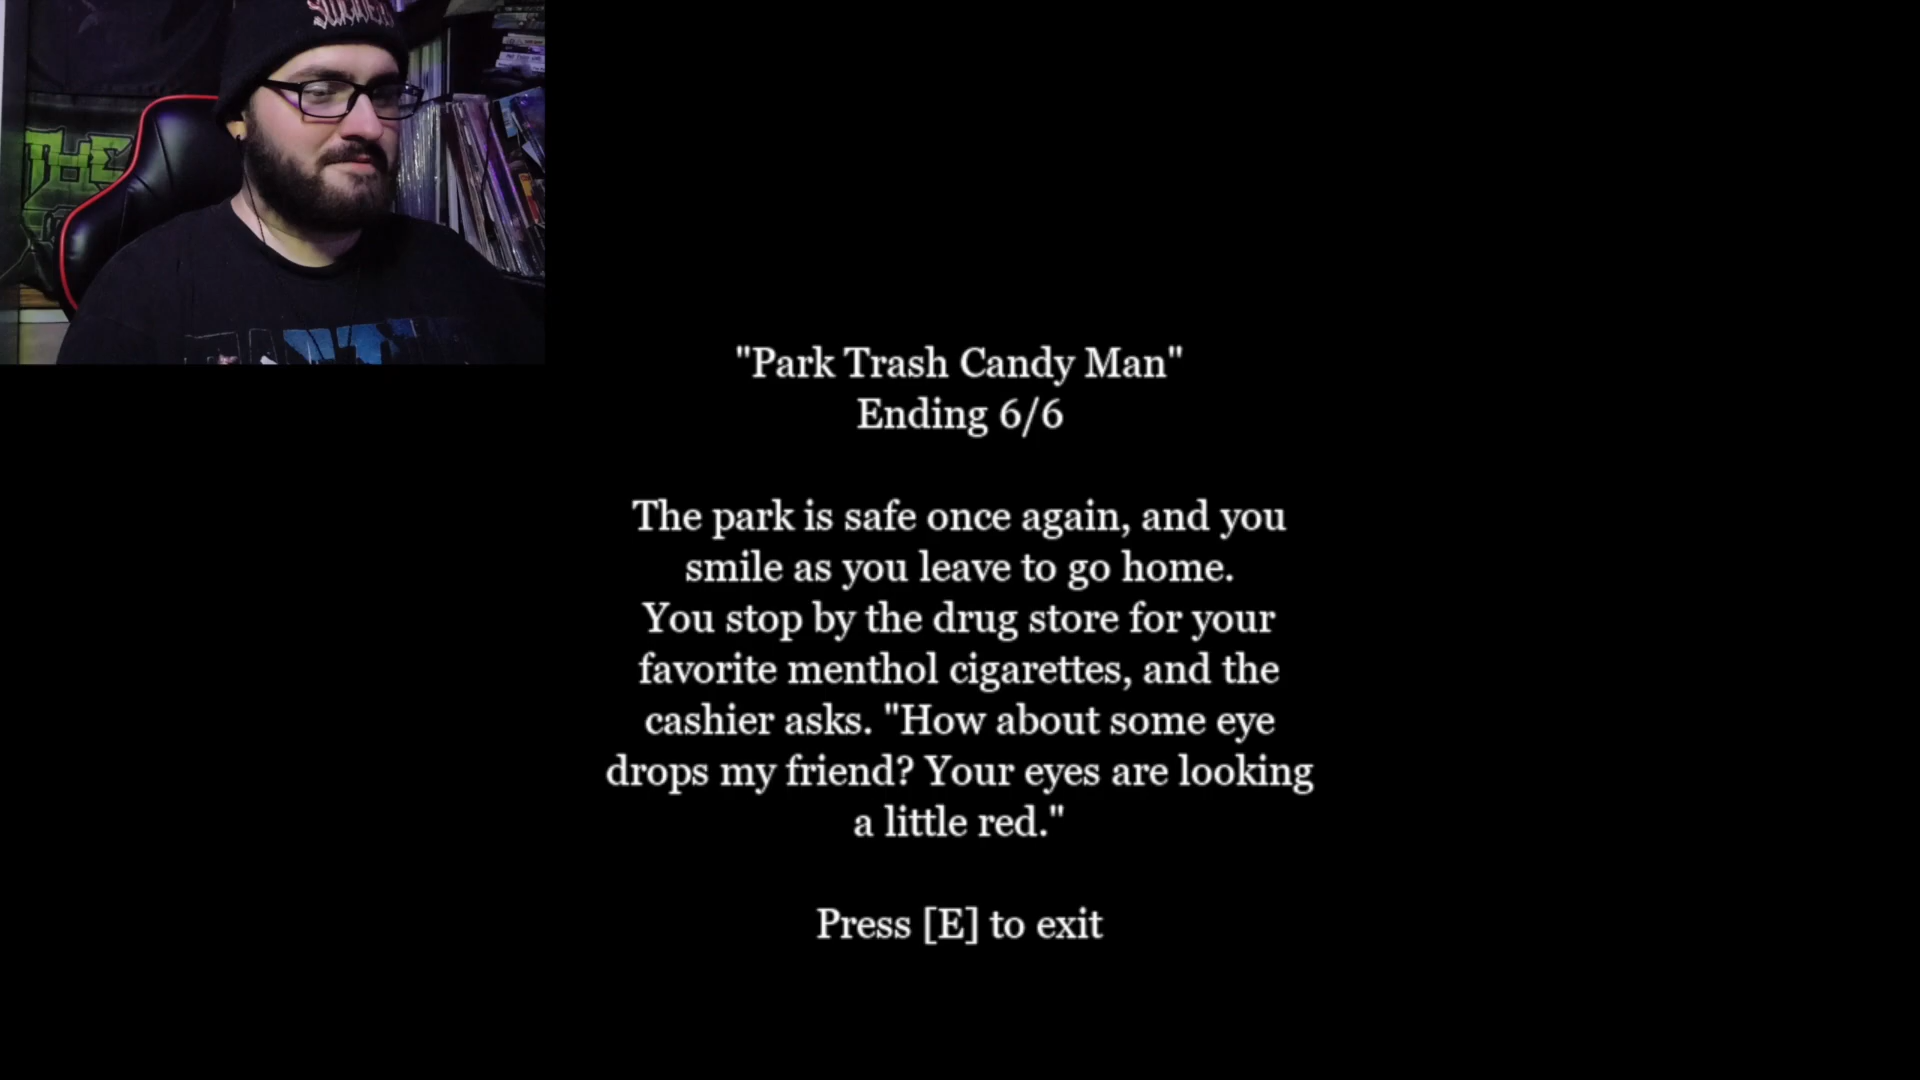 THE
"Park Trash Candy Man"
Ending 6/6
The park is safe once again, and you
smile as you leave to go home.
You stop by the drug store for your
favorite menthol cigarettes, and the
cashier asks. "How about some eye
drops my friend? Your eyes are looking
a little red."
Press [E] to exit